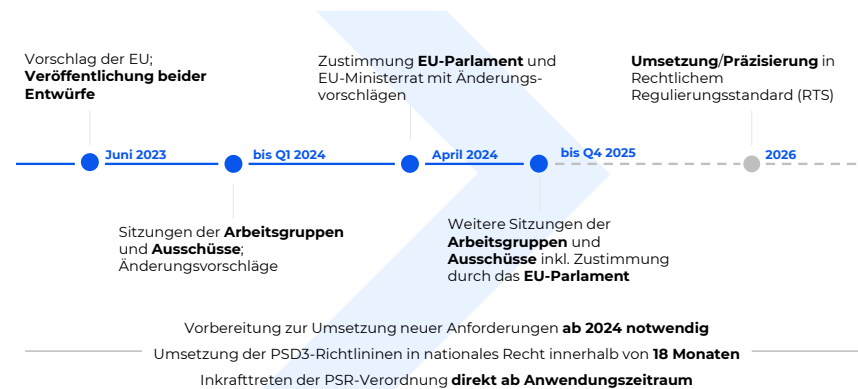 Vorschlag der EU;
Veröffentlichung beider
Entwürfe
Zustimmung EU-Parlament und
EU-Ministerrat mit Änderungs-
vorschlägen
Umsetzung/Präzisierung in
Rechtlichem
Regulierungsstandard (RTS)
Juni 2023
bis Q1 2024
April 2024
bis Q4 2025
2026
Sitzungen der Arbeitsgruppen
und Ausschüsse;
Änderungsvorschläge
Weitere Sitzungen der
Arbeitsgruppen und
Ausschüsse inkl. Zustimmung
durch das EU-Parlament
Vorbereitung zur Umsetzung neuer Anforderungen ab 2024 notwendig
Umsetzung der PSD3-Richtlininen in nationales Recht innerhalb von 18 Monaten
Inkrafttreten der PSR-Verordnung direkt ab Anwendungszeitraum